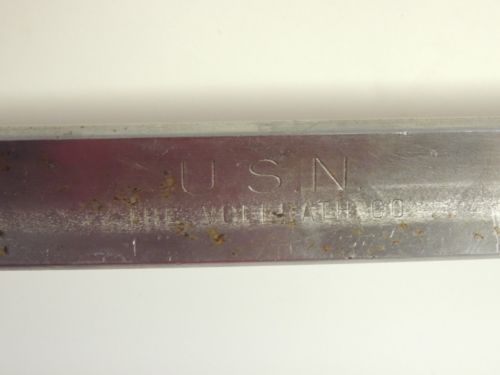 U.S.N.
THE VOLLRATH CO.